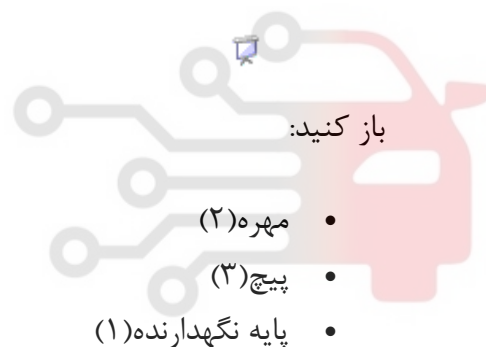 باز کنید:
• مهره(۲)
• پیچ(۳)
• پایه نگهدارنده(۱)